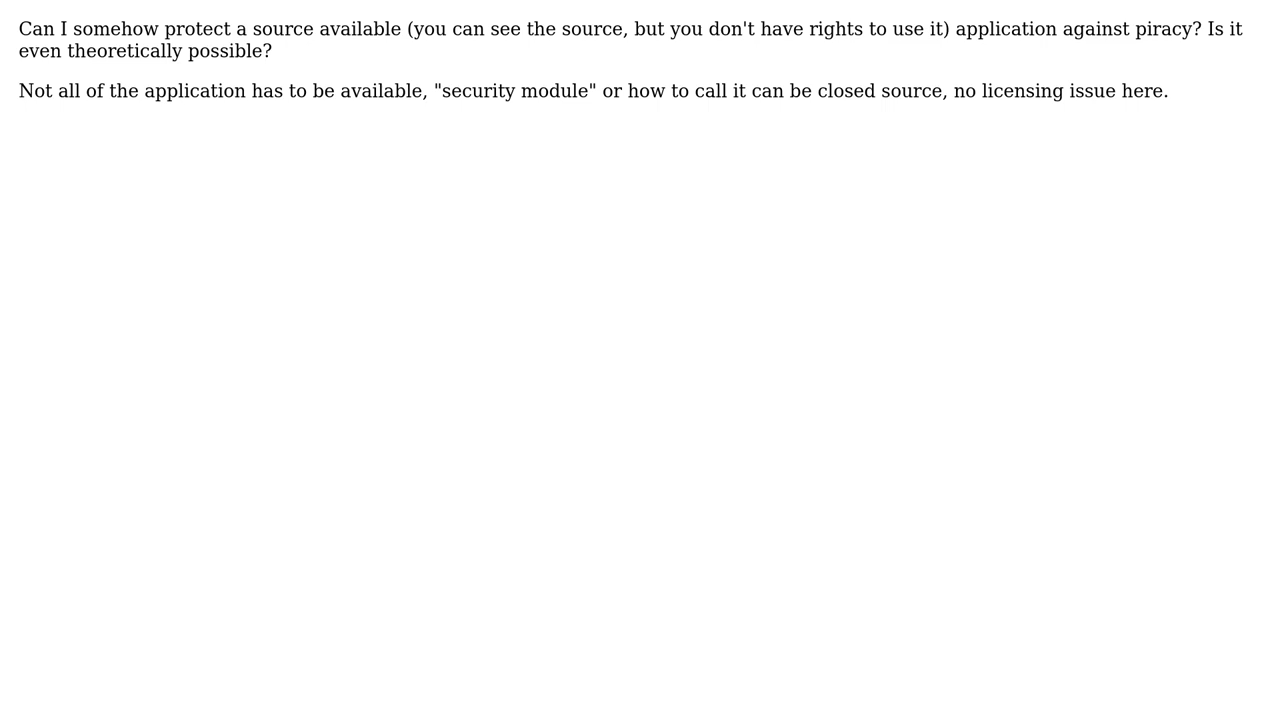 Can I somehow protect a source available (you can see the source, but you don't have rights to use it) application against piracy? Is it
even theoretically possible?
Not all of the application has to be available, "security module" or how to call it can be closed source, no licensing issue here.